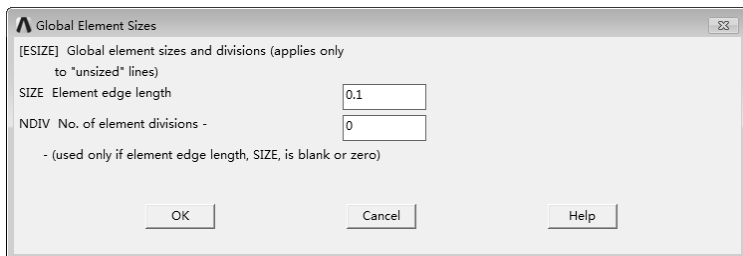 Global Element Sizes
[ESIZE] Global element sizes and divisions (applies only
to "unsized" lines)
SIZE Element edge length 0.1
NDIV No. of element divisions - 0
- (used only if element edge length, SIZE, is blank or zero)
OK Cancel Help